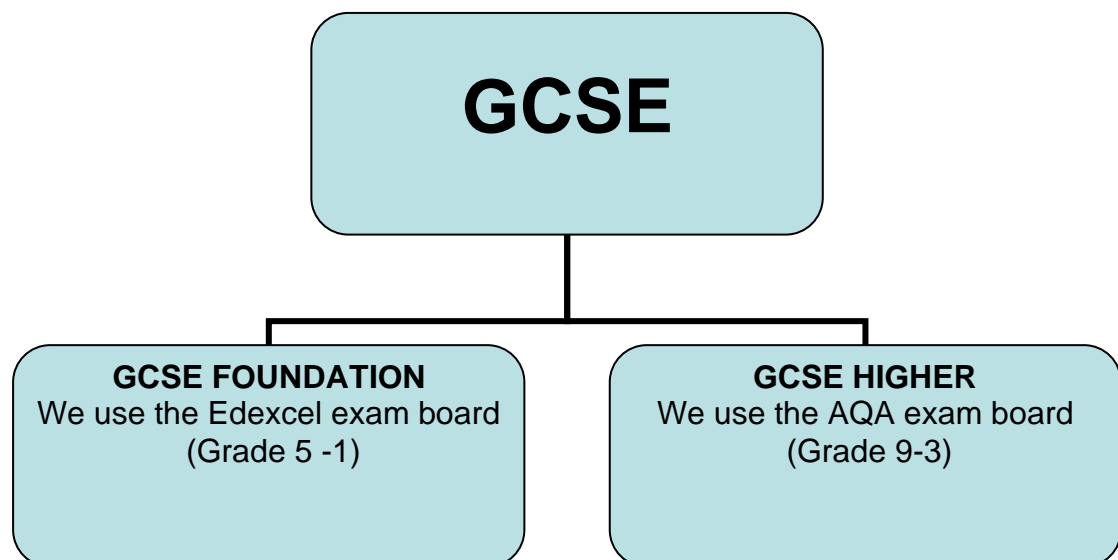 GCSE
GCSE FOUNDATION
We use the Edexcel exam board
(Grade 5 -1)
GCSE HIGHER
We use the AQA exam board
(Grade 9-3)